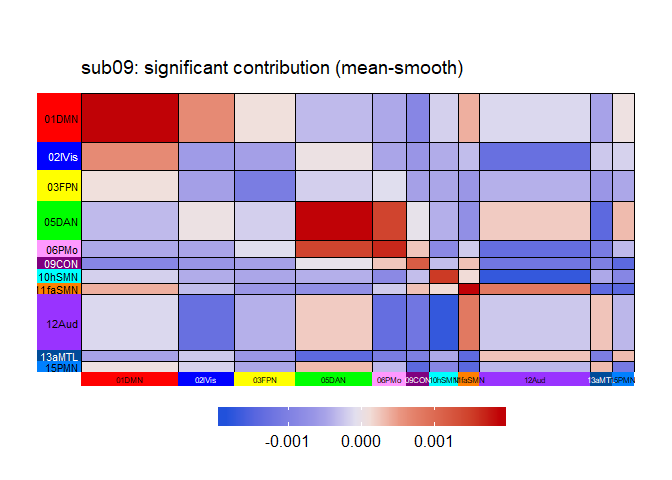 sub09: significant contribution (mean-smooth)
01DMN
02lVis
03FPN
05DAN
06PMo
09CON
10hSMN
11faSMN
12Aud
13aMTL
15PMN
01DMN 02lVis 03FPN 05DAN 06PMo 09CON 10hSMN 11faSMN 12Aud 13aMTL 15PMN
-0.001 0.000 0.001